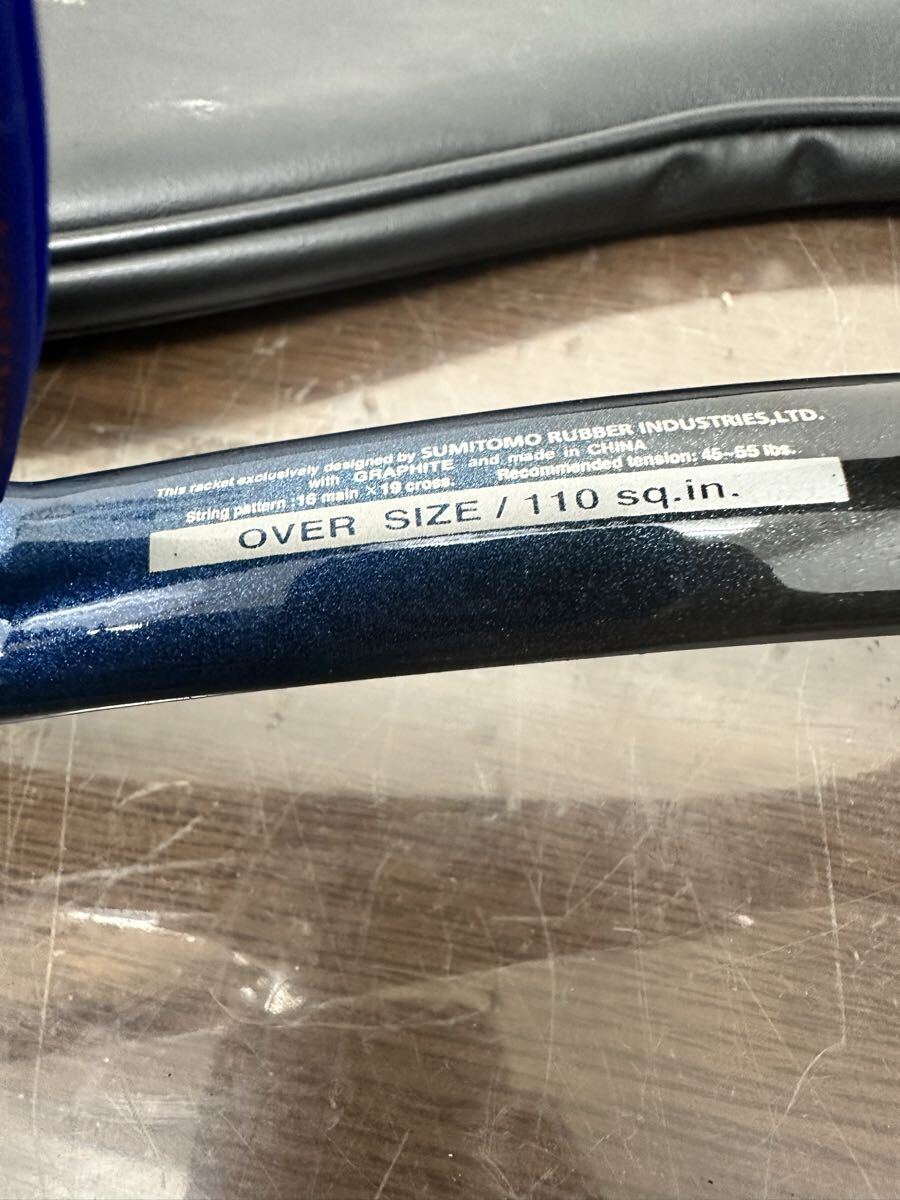 This racket exclusively designed by SUMITOMO RUBBER INDUSTRIES,LTD.
with GRAPHITE and made in CHINA
String pattern :16 main ×19 cross. Recommended tension: 45~55 lbs.
OVER SIZE / 110 sq.in.